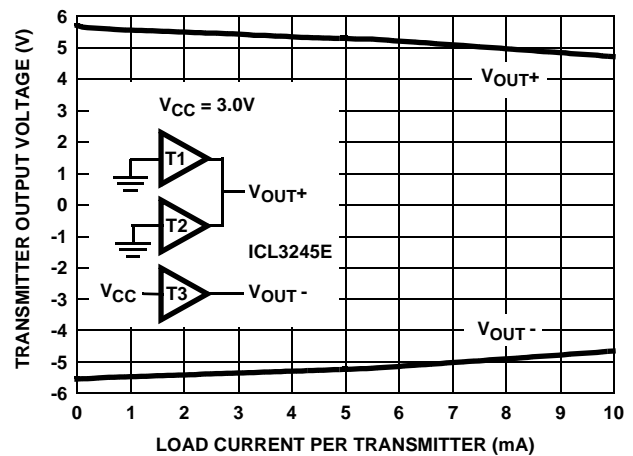 TRANSMITTER OUTPUT VOLTAGE (V)
6
5
4
3
2
1
0
-1
-2
-3
-4
-5
-6
VOUT+
VCC = 3.0V
T1
VOUT+
T2
ICL3245E
VCC
T3
VOUT -
VOUT -
0 1 2 3 4 5 6 7 8 9 10
LOAD CURRENT PER TRANSMITTER (mA)